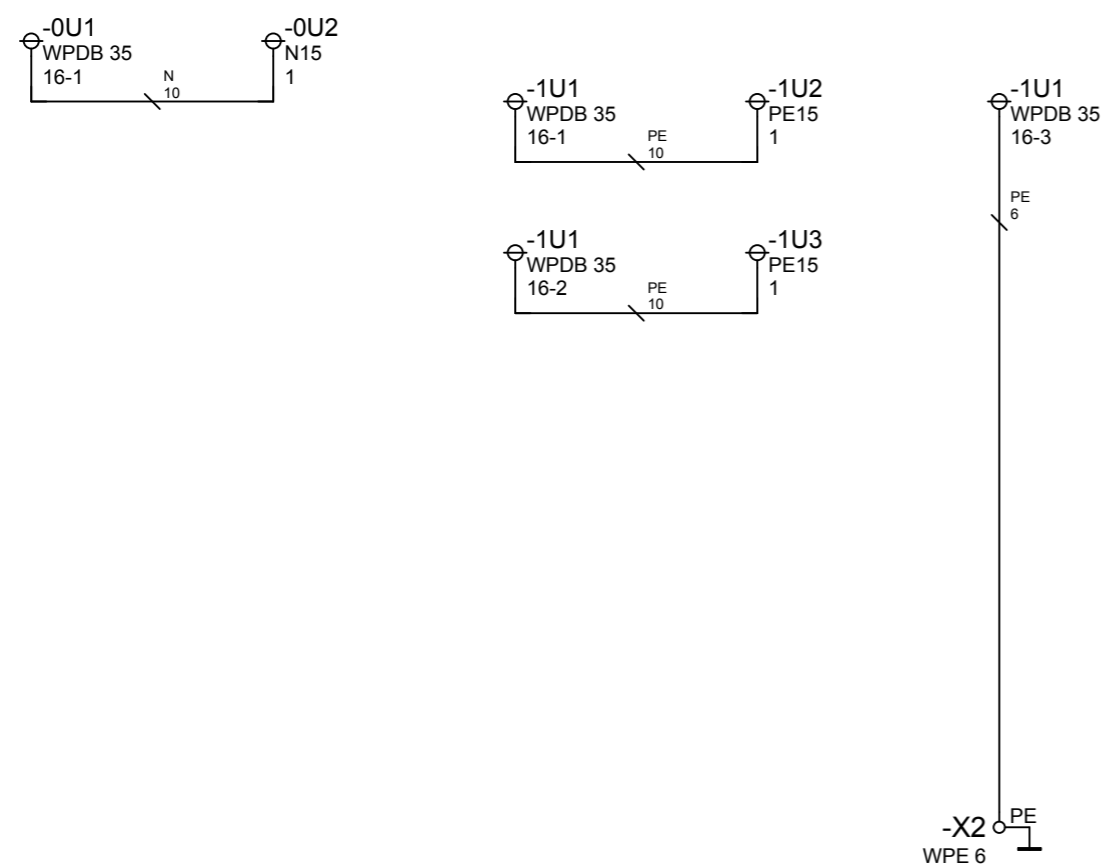 -0U1
WPDB 35
16-1
N
10
-0U2
N15
1
-1U1
WPDB 35
16-1
PE
10
-1U2
PE15
1
-1U1
WPDB 35
16-3
PE
6
-1U1
WPDB 35
16-2
PE
10
-1U3
PE15
1
-X2
WPE 6
PE